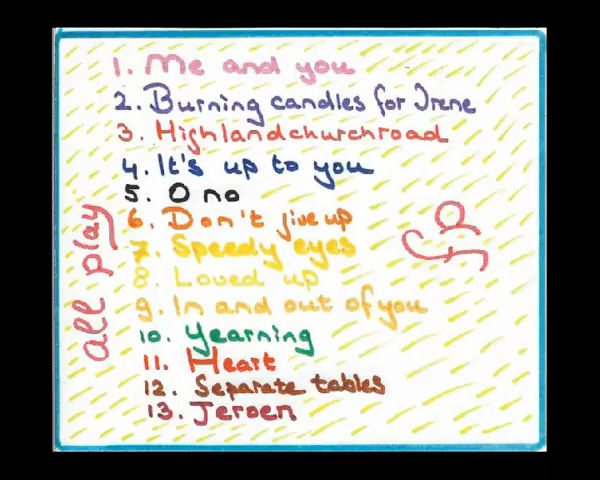 1. Me and you
2. Burning candles for Irene
3. Highlandchurchroad
4. It's up to you
5. O no
6. Don't give up
7. Speedy eyes
8. Loved up
9. In and out of you
10. Yearning
11. Heart
12. Separate tables
13. Jeroen
all play